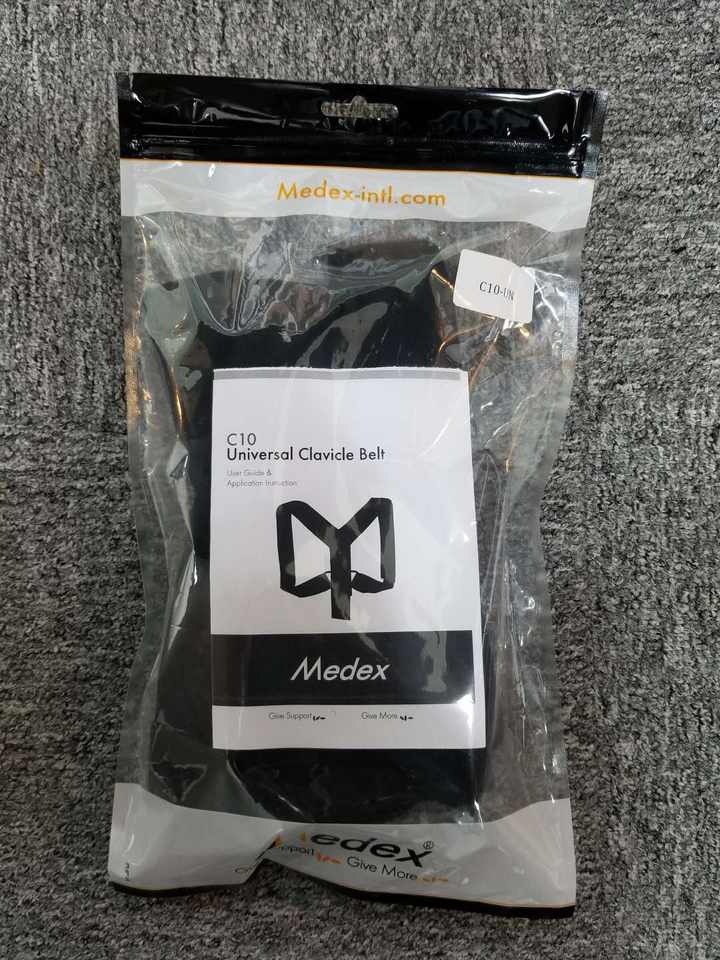 Medex-intl.com
C10-UN
C10
Universal Clavicle Belt
User Guide &
Application Instruction
Medex
Give Support
Give More
Medex®
Give More